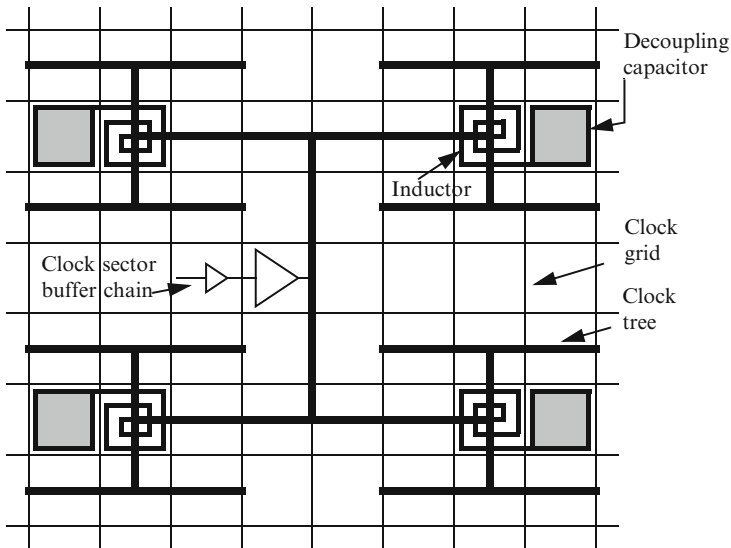 Decoupling
capacitor
Inductor
Clock
grid
Clock sector
buffer chain
Clock
tree